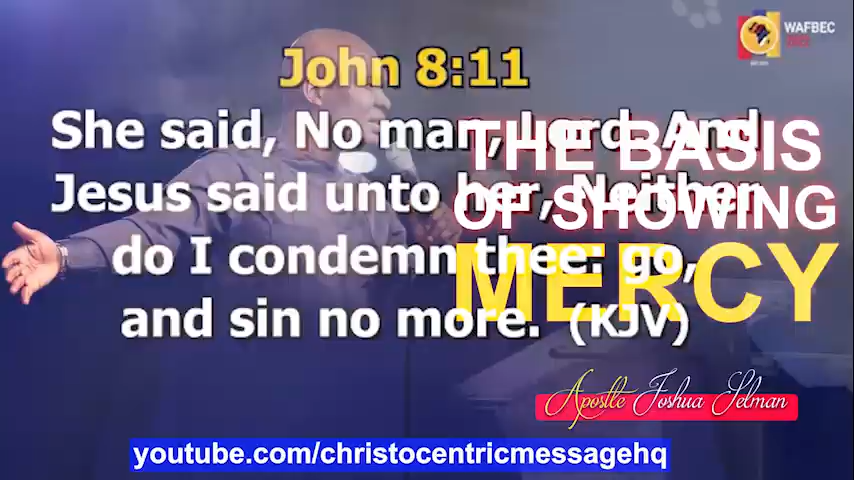 WAFBEC
John 8:11
She said, No man, Lord. And
Jesus said unto her, Neither
do I condemn thee: go,
and sin no more. (KJV)
THE BASIS
OF SHOWING
MERCY
Apostle Joshua Selman
youtube.com/christocentricmessagehq